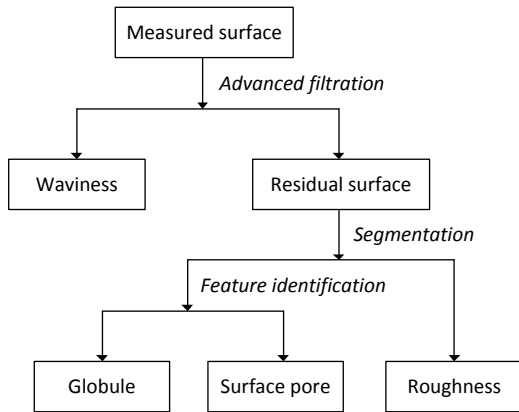 Measured surface
Advanced filtration
Waviness
Residual surface
Segmentation
Feature identification
Globule
Surface pore
Roughness